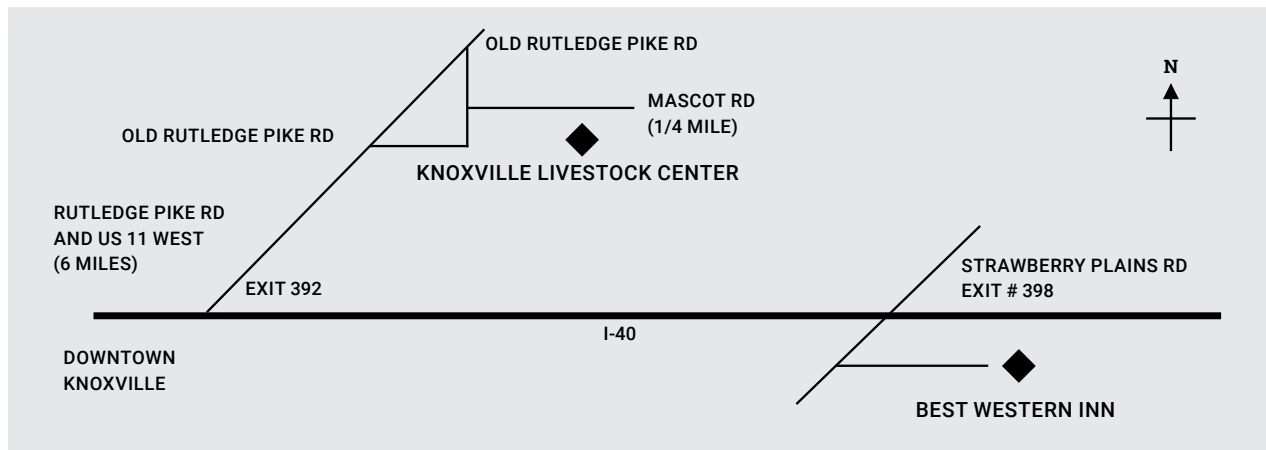 OLD RUTLEDGE PIKE RD
N
MASCOT RD
(1/4 MILE)
OLD RUTLEDGE PIKE RD
KNOXVILLE LIVESTOCK CENTER
RUTLEDGE PIKE RD
AND US 11 WEST
(6 MILES)
EXIT 392
STRAWBERRY PLAINS RD
EXIT # 398
I-40
DOWNTOWN
KNOXVILLE
BEST WESTERN INN